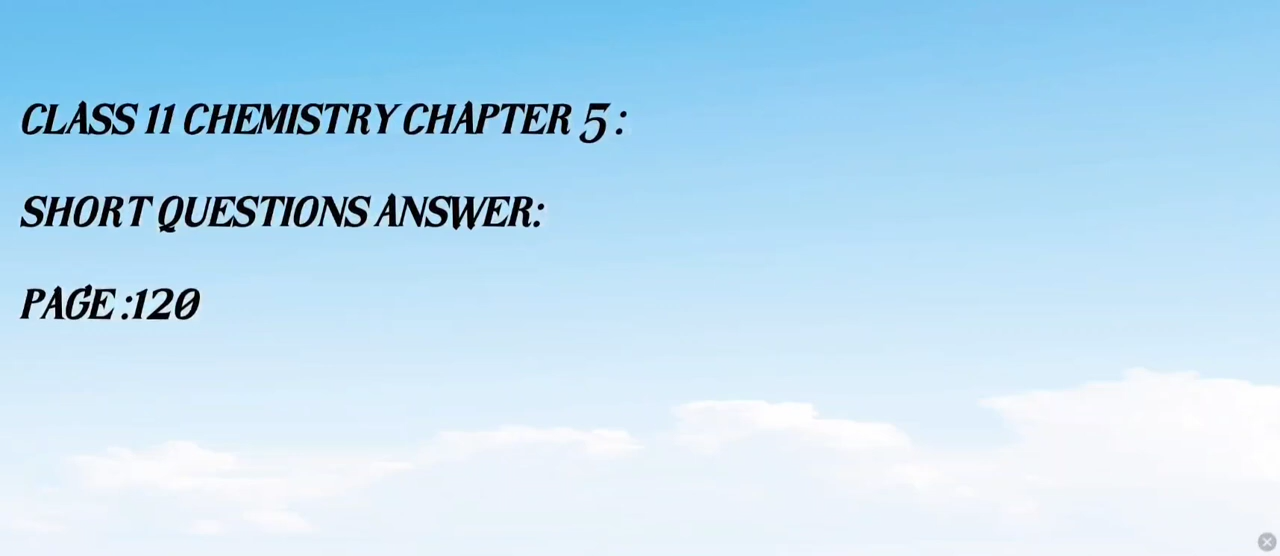 CLASS 11 CHEMISTRY CHAPTER 5 :
SHORT QUESTIONS ANSWER:
PAGE :120